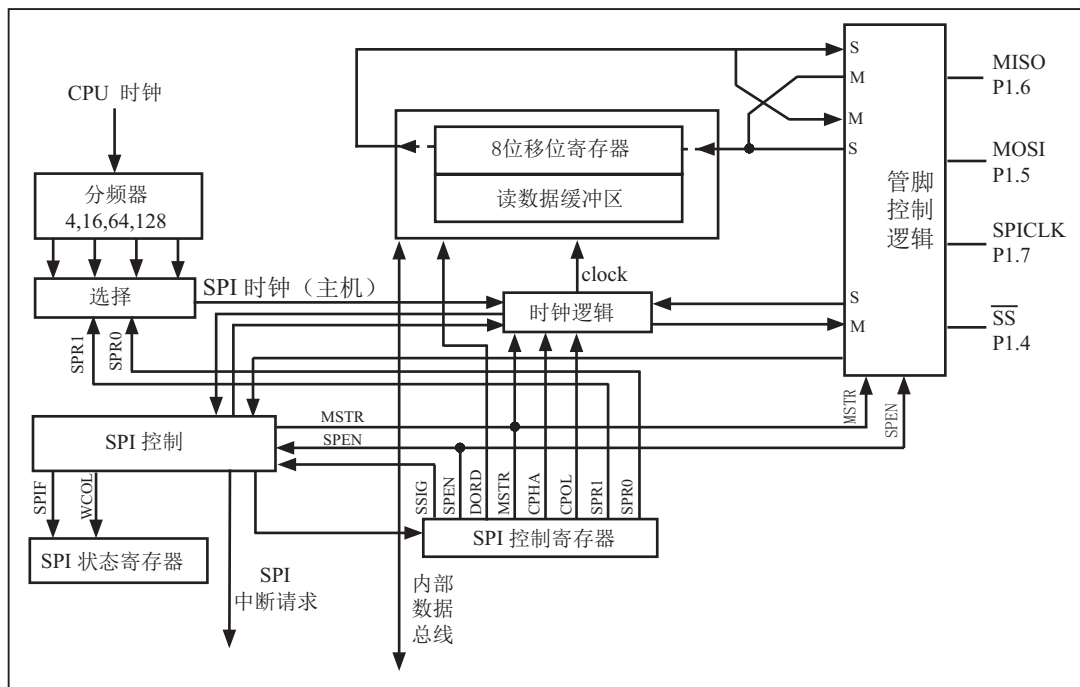 CPU 时钟
分频器
4,16,64,128
选择
SPR1
SPR0
SPI 时钟（主机）
8位移位寄存器
读数据缓冲区
clock
时钟逻辑
S
M
M
S
S
M
管脚
控制
逻辑
MISO
P1.6
MOSI
P1.5
SPICLK
P1.7
SS
P1.4
MSTR
SPEN
SPI 控制
MSTR
SPEN
SPIF
WCOL
SPI 状态寄存器
SSIG
SPEN
DORD
MSTR
CPHA
CPOL
SPR1
SPR0
SPI 控制寄存器
SPI
中断请求
内部
数据
总线